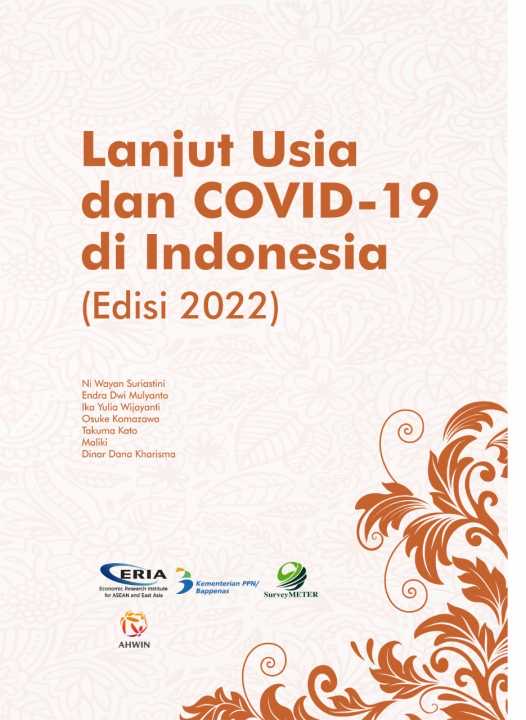 Lanjut Usia
dan COVID-19
di Indonesia
(Edisi 2022)
Ni Wayan Suriastini
Endra Dwi Mulyanto
Ika Yulia Wijayanti
Osuke Komazawa
Takuma Kato
Maliki
Dinar Dana Kharisma
ERIA
Economic Research Institute
for ASEAN and East Asia
Kementerian PPN/
Bappenas
SurveyMETER
AHWIN